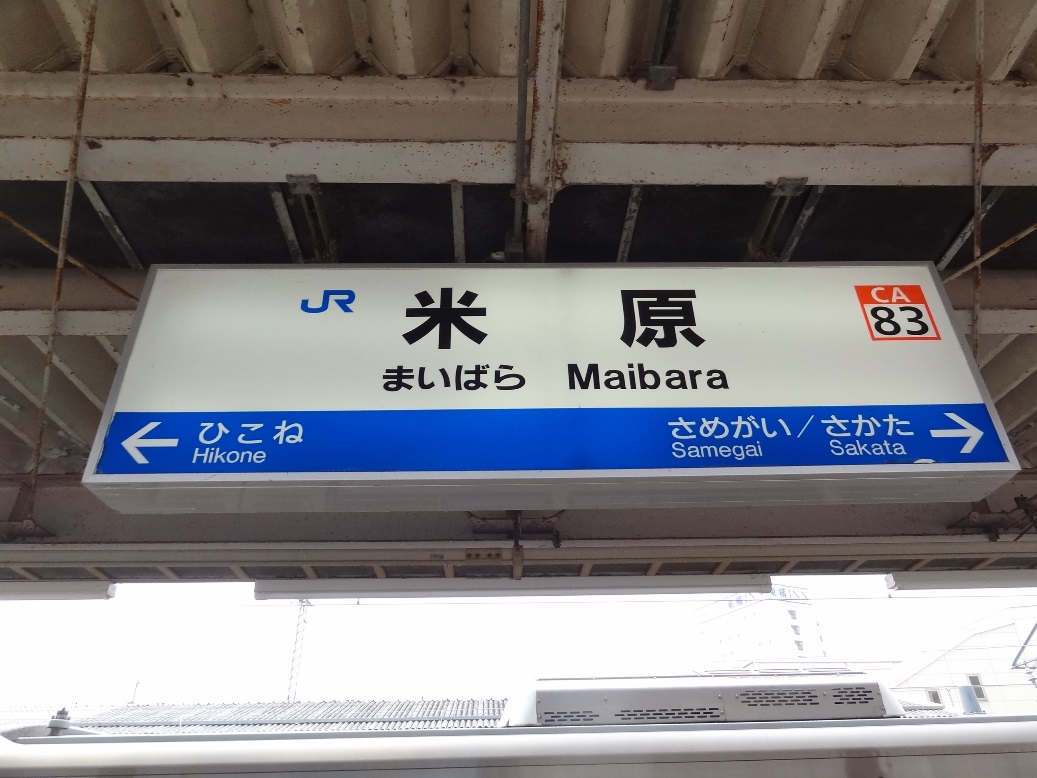 JR 米原 CA 83
まいばら Maibara
← ひこね さめがい／さかた →
Hikone Samegai Sakata